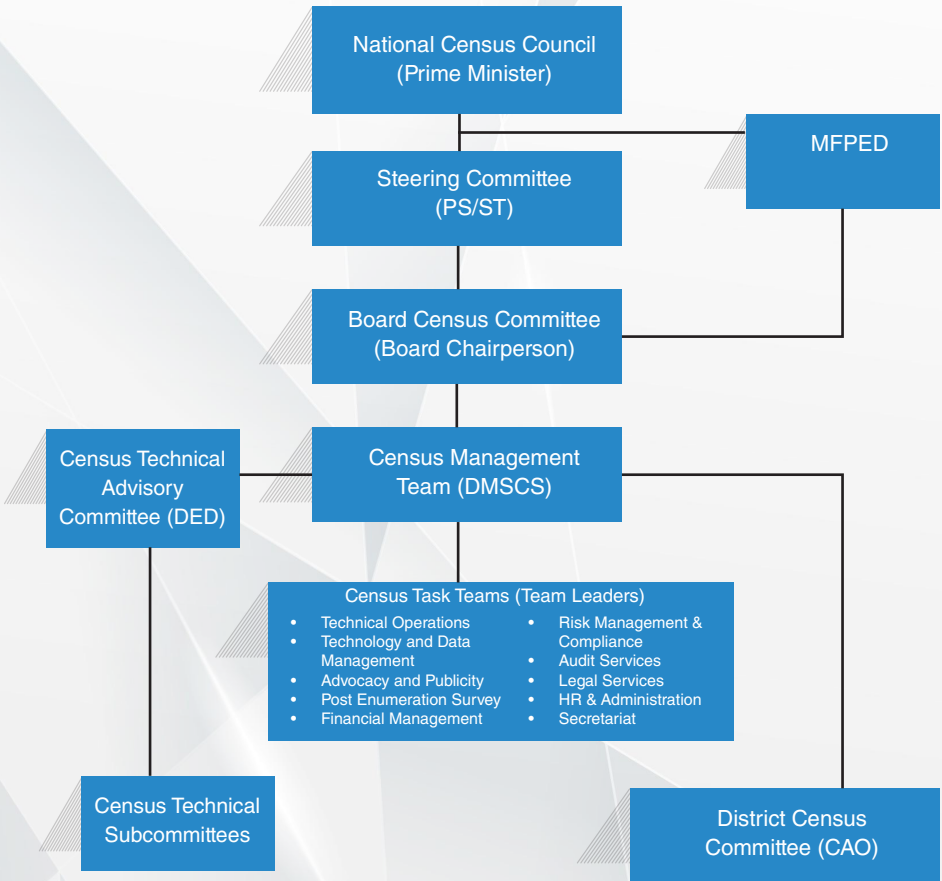 National Census Council
(Prime Minister)
MFPED
Steering Committee
(PS/ST)
Board Census Committee
(Board Chairperson)
Census Technical
Advisory
Committee (DED)
Census Management
Team (DMSCS)
Census Task Teams (Team Leaders)
• Technical Operations
• Technology and Data
Management
• Advocacy and Publicity
• Post Enumeration Survey
• Financial Management
• Risk Management &
Compliance
• Audit Services
• Legal Services
• HR & Administration
• Secretariat
Census Technical
Subcommittees
District Census
Committee (CAO)